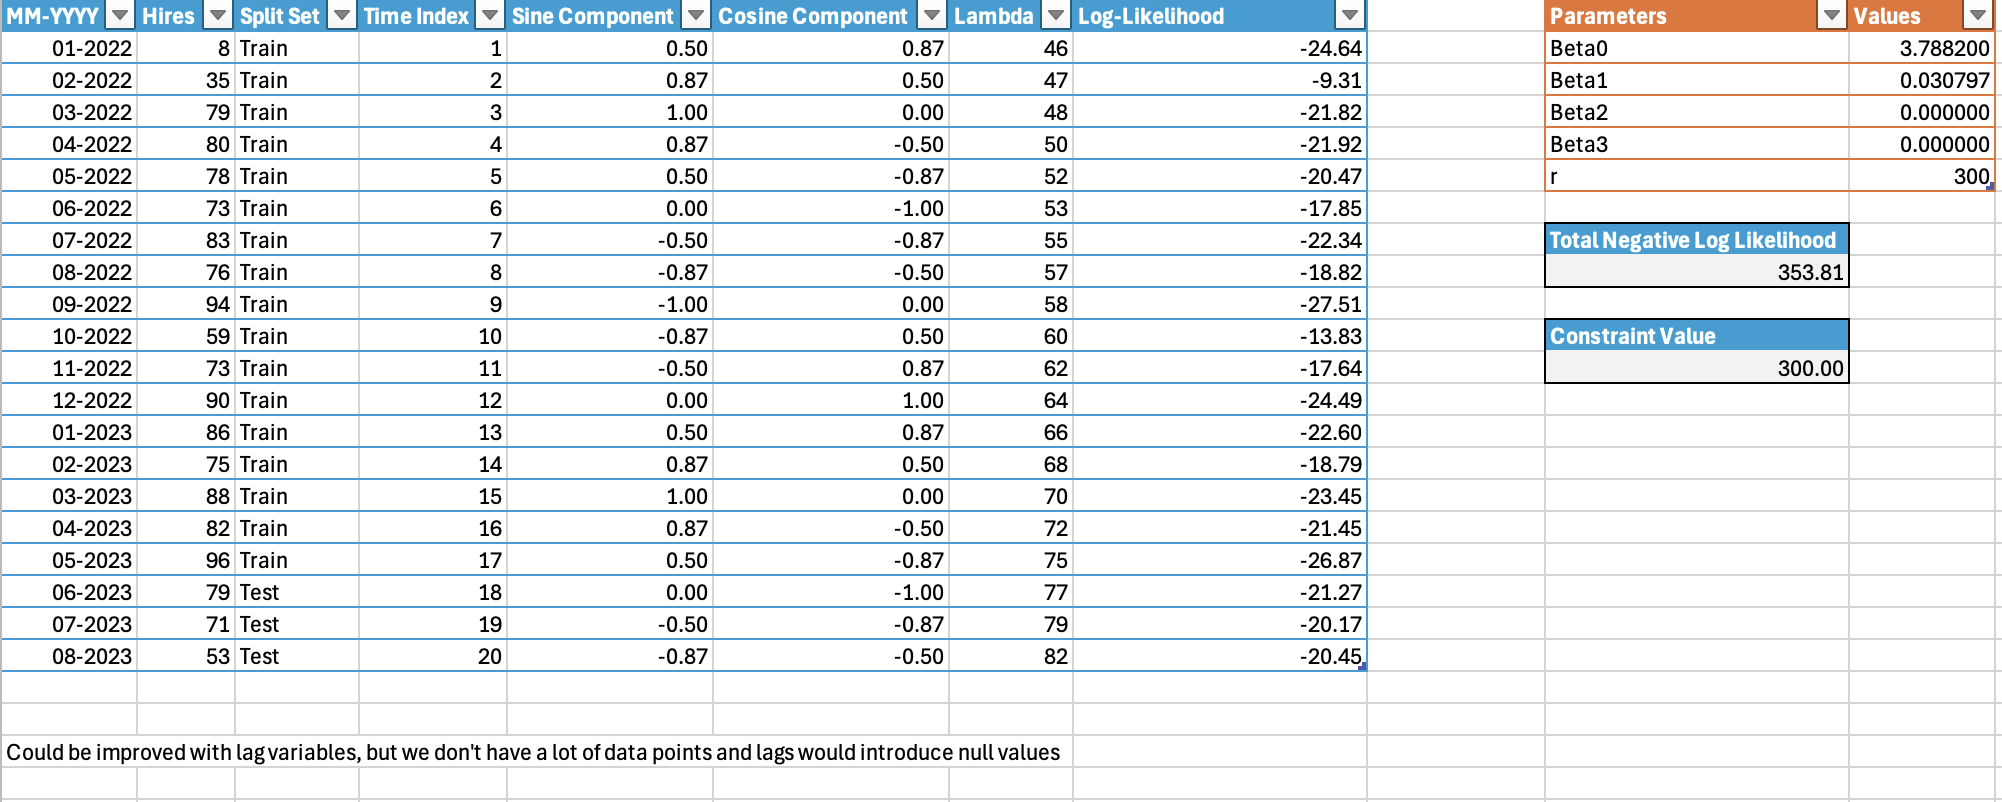 MM-YYYY Hires Split Set Time Index Sine Component Cosine Component Lambda Log-Likelihood Parameters Values
01-2022 8 Train 1 0.50 0.87 46 -24.64 Beta0 3.788200
02-2022 35 Train 2 0.87 0.50 47 -9.31 Beta1 0.030797
03-2022 79 Train 3 1.00 0.00 48 -21.82 Beta2 0.000000
04-2022 80 Train 4 0.87 -0.50 50 -21.92 Beta3 0.000000
05-2022 78 Train 5 0.50 -0.87 52 -20.47 r 300
06-2022 73 Train 6 0.00 -1.00 53 -17.85
07-2022 83 Train 7 -0.50 -0.87 55 -22.34 Total Negative Log Likelihood
08-2022 76 Train 8 -0.87 -0.50 57 -18.82 353.81
09-2022 94 Train 9 -1.00 0.00 58 -27.51
10-2022 59 Train 10 -0.87 0.50 60 -13.83 Constraint Value
11-2022 73 Train 11 -0.50 0.87 62 -17.64 300.00
12-2022 90 Train 12 0.00 1.00 64 -24.49
01-2023 86 Train 13 0.50 0.87 66 -22.60
02-2023 75 Train 14 0.87 0.50 68 -18.79
03-2023 88 Train 15 1.00 0.00 70 -23.45
04-2023 82 Train 16 0.87 -0.50 72 -21.45
05-2023 96 Train 17 0.50 -0.87 75 -26.87
06-2023 79 Test 18 0.00 -1.00 77 -21.27
07-2023 71 Test 19 -0.50 -0.87 79 -20.17
08-2023 53 Test 20 -0.87 -0.50 82 -20.45
Could be improved with lag variables, but we don't have a lot of data points and lags would introduce null values